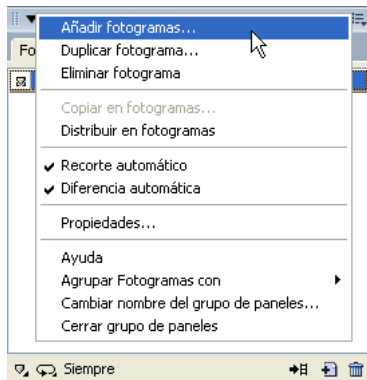 Añadir fotogramas...
Fo
Duplicar fotograma...
Eliminar fotograma
Copiar en fotogramas...
Distribuir en fotogramas
Recorte automático
Diferencia automática
Propiedades...
Ayuda
Agrupar Fotogramas con
Cambiar nombre del grupo de paneles...
Cerrar grupo de paneles
Siempre